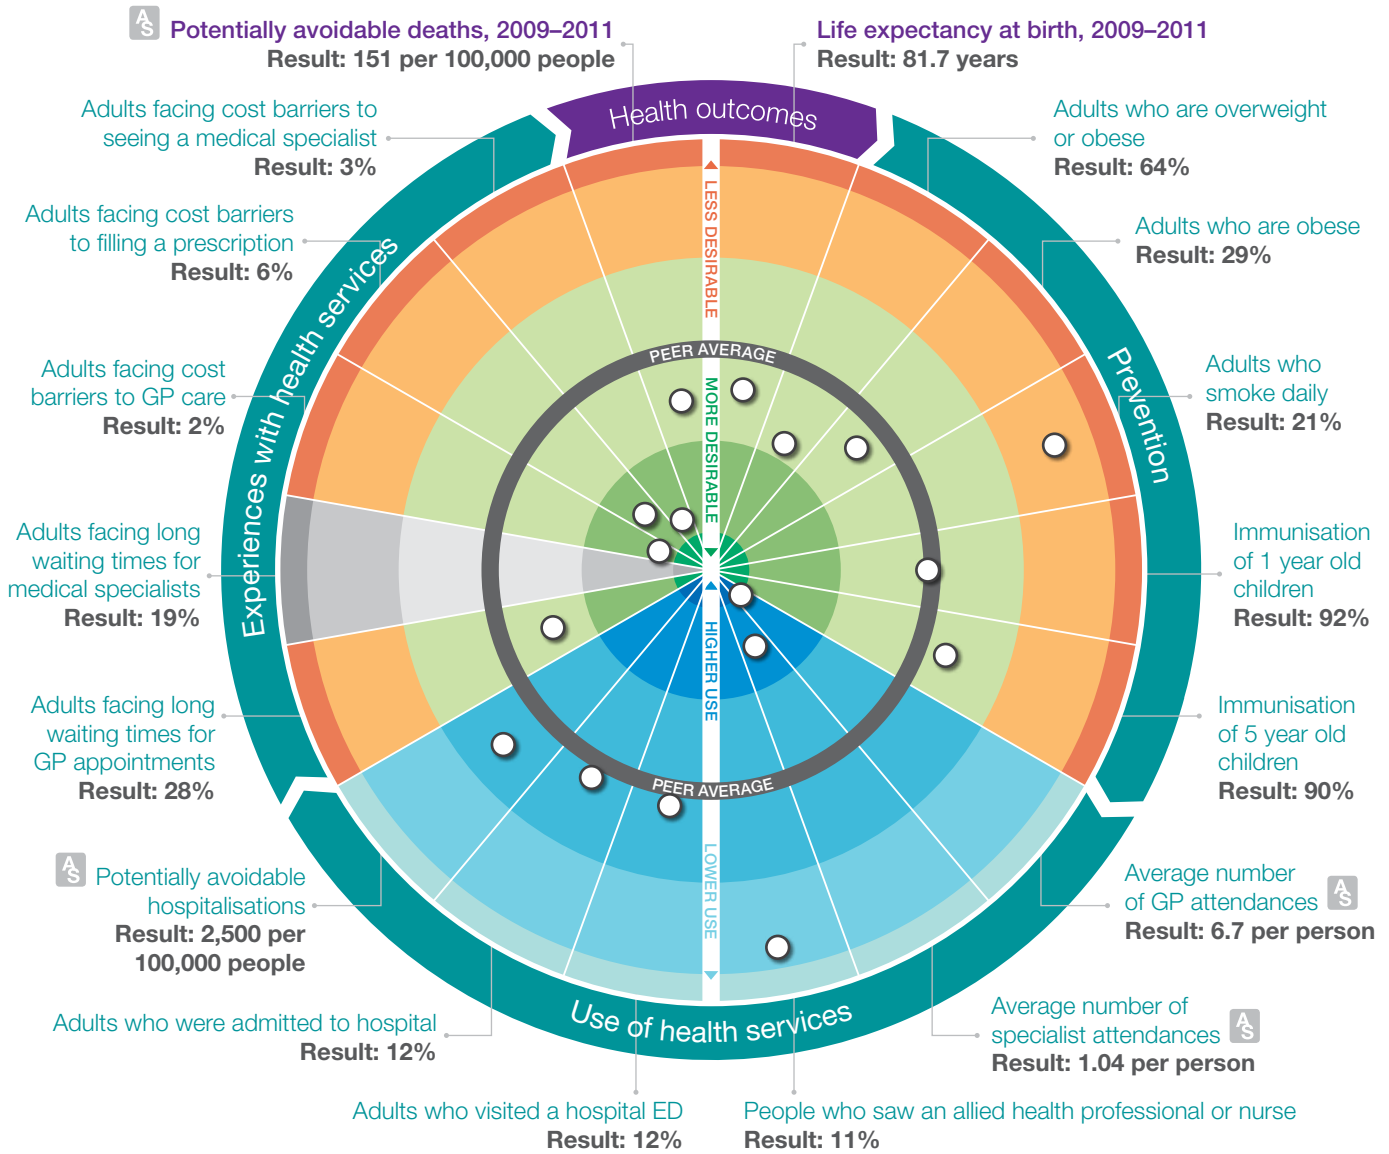 AS Potentially avoidable deaths, 2009–2011
Result: 151 per 100,000 people
Life expectancy at birth, 2009–2011
Result: 81.7 years
Adults facing cost barriers to
seeing a medical specialist
Result: 3%
Health outcomes
Adults who are overweight
or obese
Result: 64%
Adults facing cost barriers
to filling a prescription
Result: 6%
Adults who are obese
Result: 29%
LESS DESIRABLE
PEER AVERAGE
MORE DESIRABLE
Experiences with health services
Prevention
Adults facing cost
barriers to GP care
Result: 2%
Adults who
smoke daily
Result: 21%
Adults facing long
waiting times for
medical specialists
Result: 19%
Immunisation
of 1 year old
children
Result: 92%
HIGHER USE
Adults facing long
waiting times for
GP appointments
Result: 28%
Immunisation
of 5 year old
children
Result: 90%
PEER AVERAGE
LOWER USE
AS Potentially avoidable
hospitalisations
Result: 2,500 per
100,000 people
Average number
of GP attendances AS
Result: 6.7 per person
Use of health services
Adults who were admitted to hospital
Result: 12%
Average number of
specialist attendances AS
Result: 1.04 per person
Adults who visited a hospital ED
Result: 12%
People who saw an allied health professional or nurse
Result: 11%